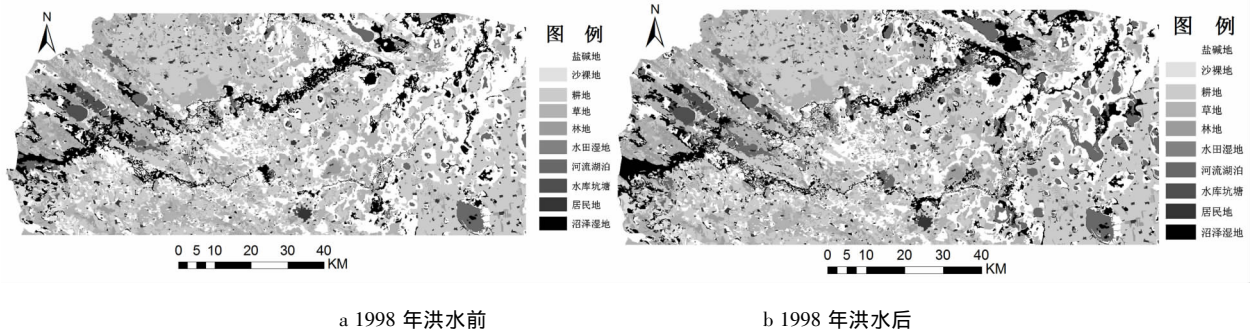 N
图 例
盐碱地
沙裸地
耕地
草地
林地
水田湿地
河流湖泊
水库坑塘
居民地
沼泽湿地
0 5 10 20 30 40
KM
N
图 例
盐碱地
沙裸地
耕地
草地
林地
水田湿地
河流湖泊
水库坑塘
居民地
沼泽湿地
0 5 10 20 30 40
KM
a 1998 年洪水前
b 1998 年洪水后